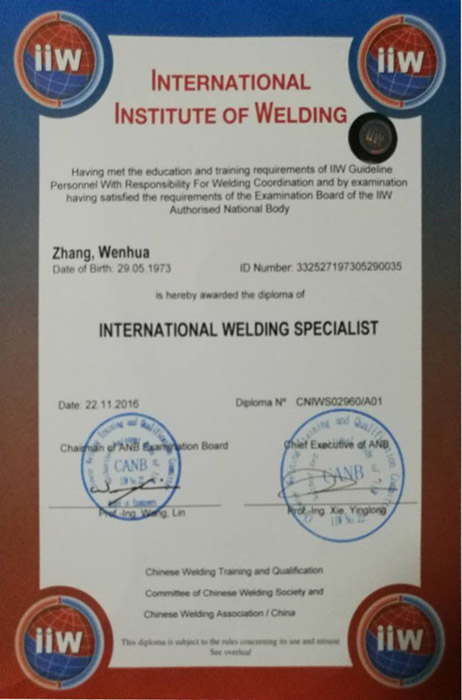 iiw
iiw
INTERNATIONAL
INSTITUTE OF WELDING
IIW
Having met the education and training requirements of IIW Guideline
Personnel With Responsibility For Welding Coordination and by examination
having satisfied the requirements of the Examination Board of the IIW
Authorised National Body
Zhang, Wenhua
Date of Birth: 29.05.1973 ID Number: 332527197305290035
is hereby awarded the diploma of
INTERNATIONAL WELDING SPECIALIST
Date: 22.11.2016 Diploma N° CNIWS02960/A01
Chairman of ANB Examination Board Chief Executive of ANB
CANB CANB
Prof.-Ing. Wang, Lin Prof.-Ing. Xie, Yinglong
Chinese Welding Training and Qualification
Committee of Chinese Welding Society and
Chinese Welding Association / China
This diploma is subject to the rules concerning its use and misuse
See overleaf
iiw
iiw